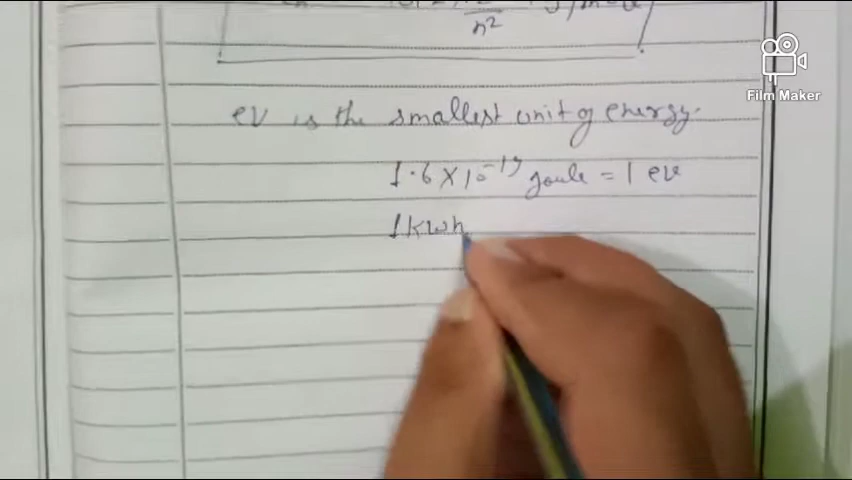 n²
Film Maker
ev is the smallest unit of energy.
1.6 X 10⁻¹⁹ joule = 1 ev
1 kwh